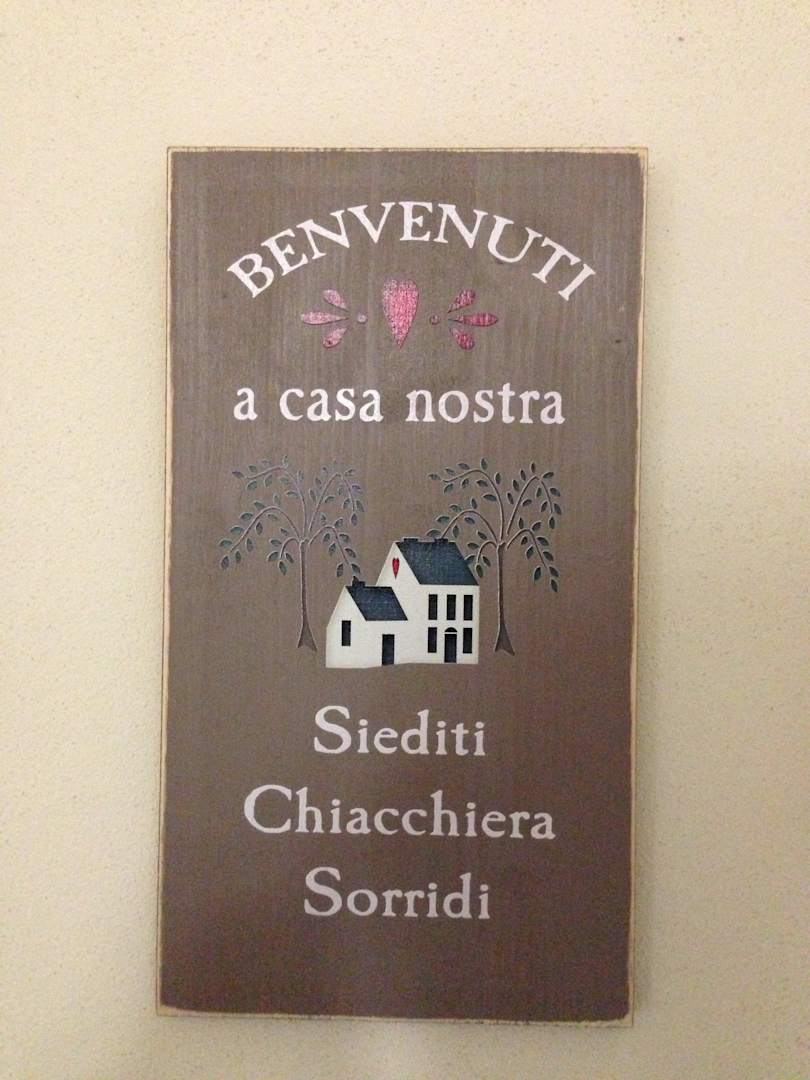 BENVENUTI
a casa nostra
Siediti
Chiacchiera
Sorridi